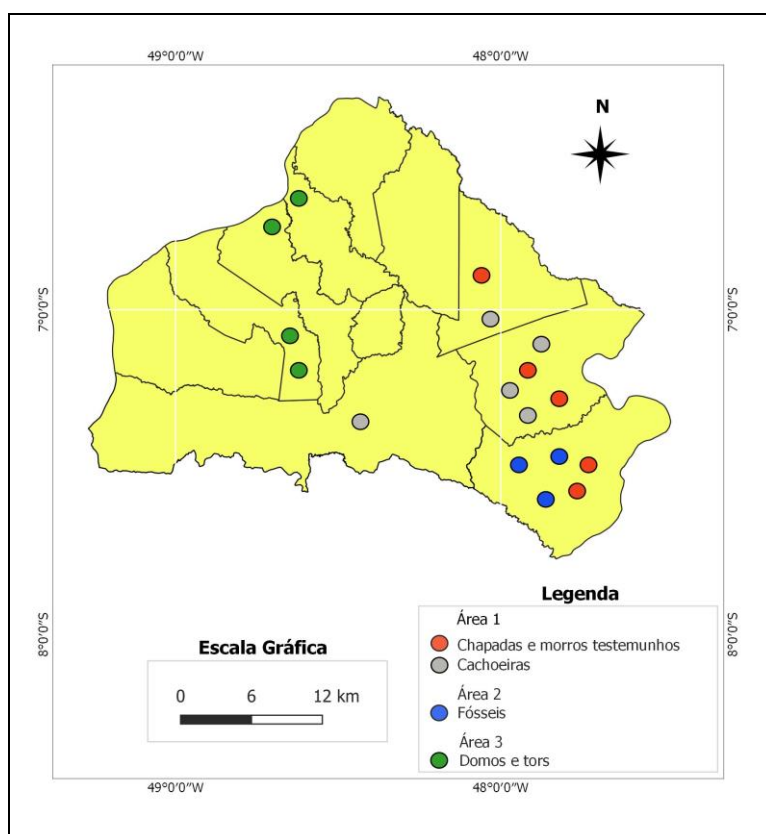 49°0'0"W 48°0'0"W
N
7°0'0"S 7°0'0"S
8°0'0"S 8°0'0"S
Legenda
Área 1
Chapadas e morros testemunhos
Cachoeiras
Área 2
Fósseis
Área 3
Domos e tors
Escala Gráfica
0 6 12 km
49°0'0"W 48°0'0"W